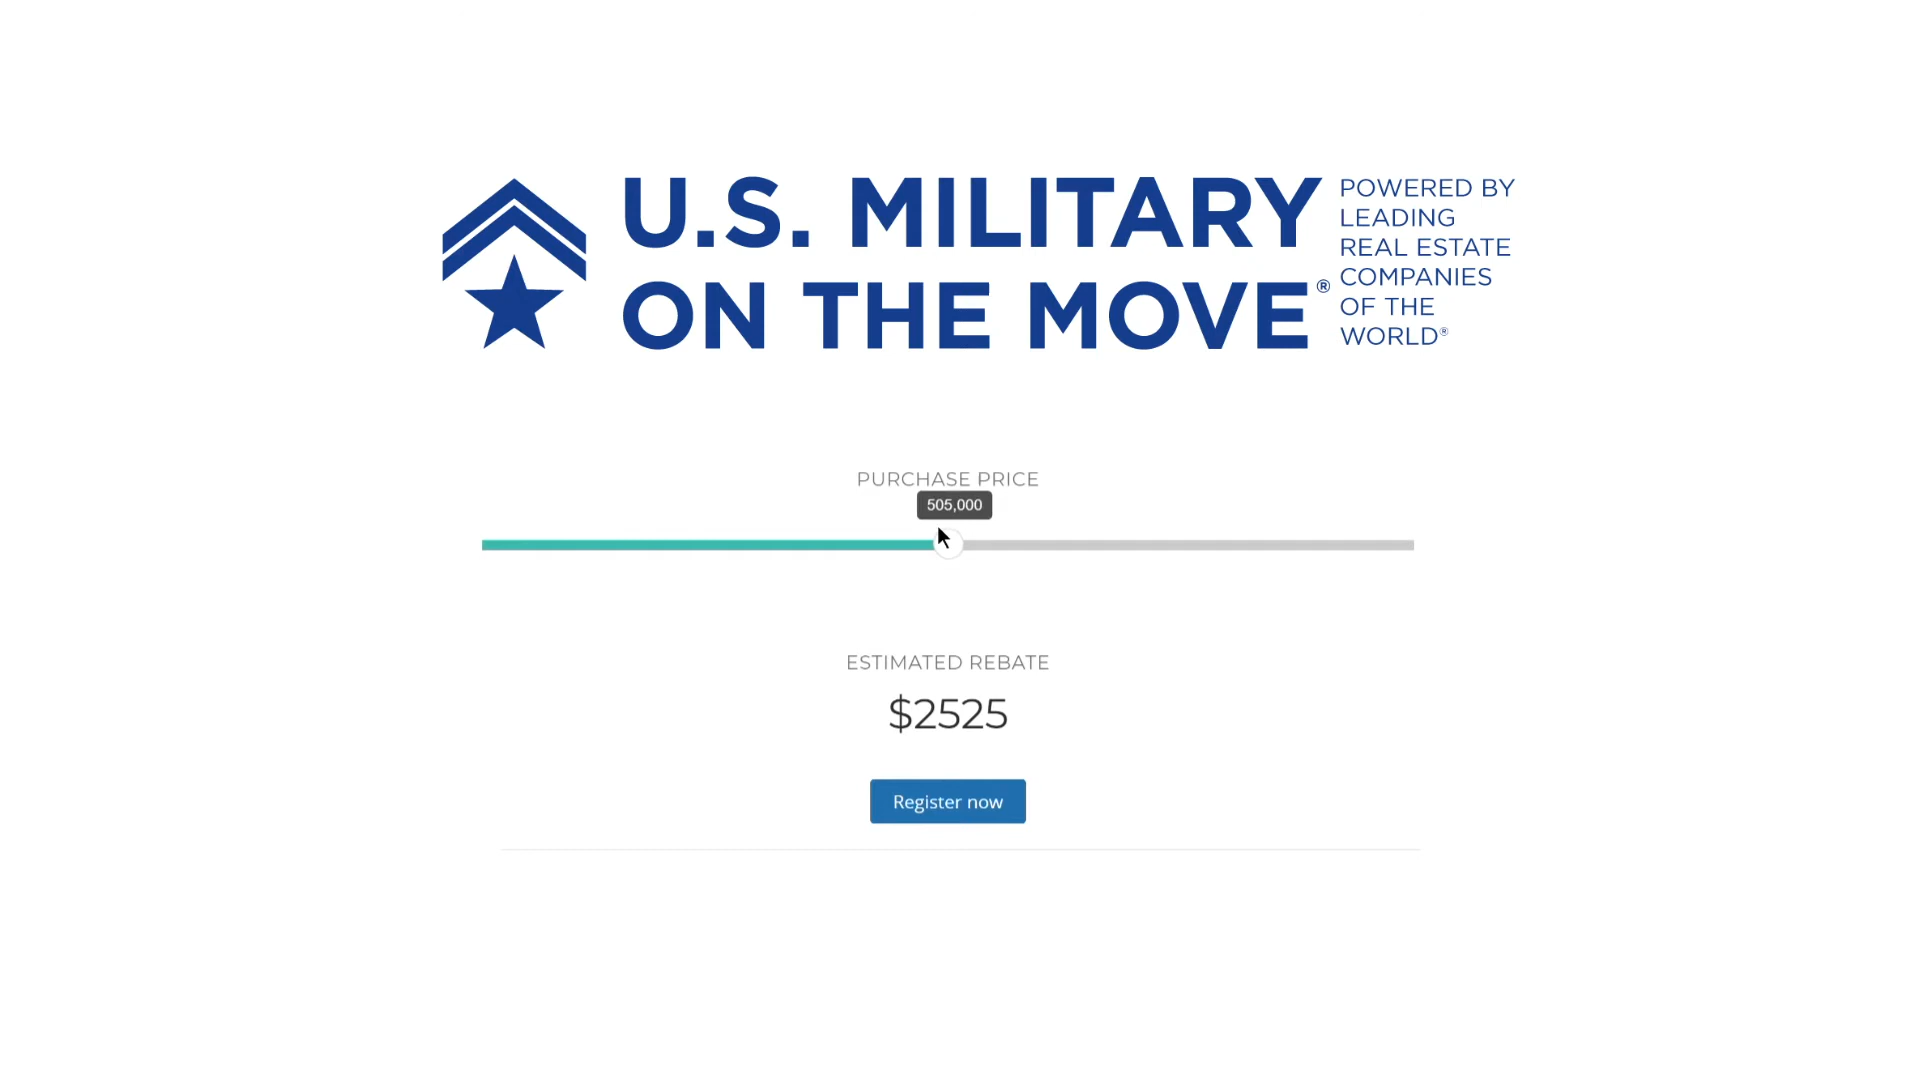 U.S. MILITARY
ON THE MOVE®
POWERED BY
LEADING
REAL ESTATE
COMPANIES
OF THE
WORLD®
PURCHASE PRICE
505,000
ESTIMATED REBATE
$2525
Register now